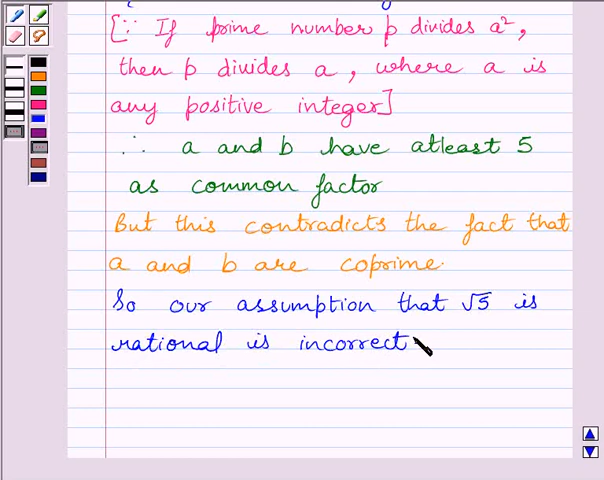 [∵ If prime number p divides a²,
then p divides a, where a is
any positive integer]
∴ a and b have atleast 5
as common factor
But this contradicts the fact that
a and b are coprime.
So our assumption that √5 is
rational is incorrect